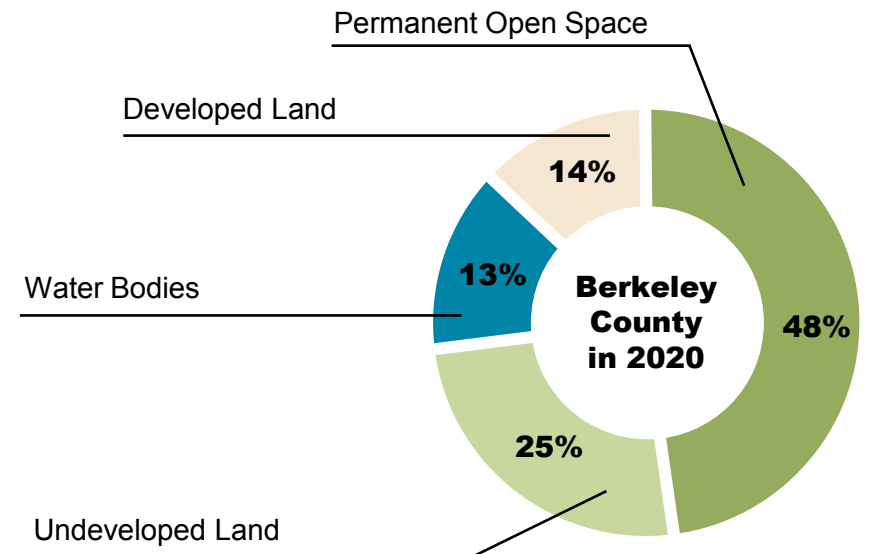 Permanent Open Space
Developed Land
14%
Water Bodies
13%
Berkeley
County
in 2020
48%
25%
Undeveloped Land